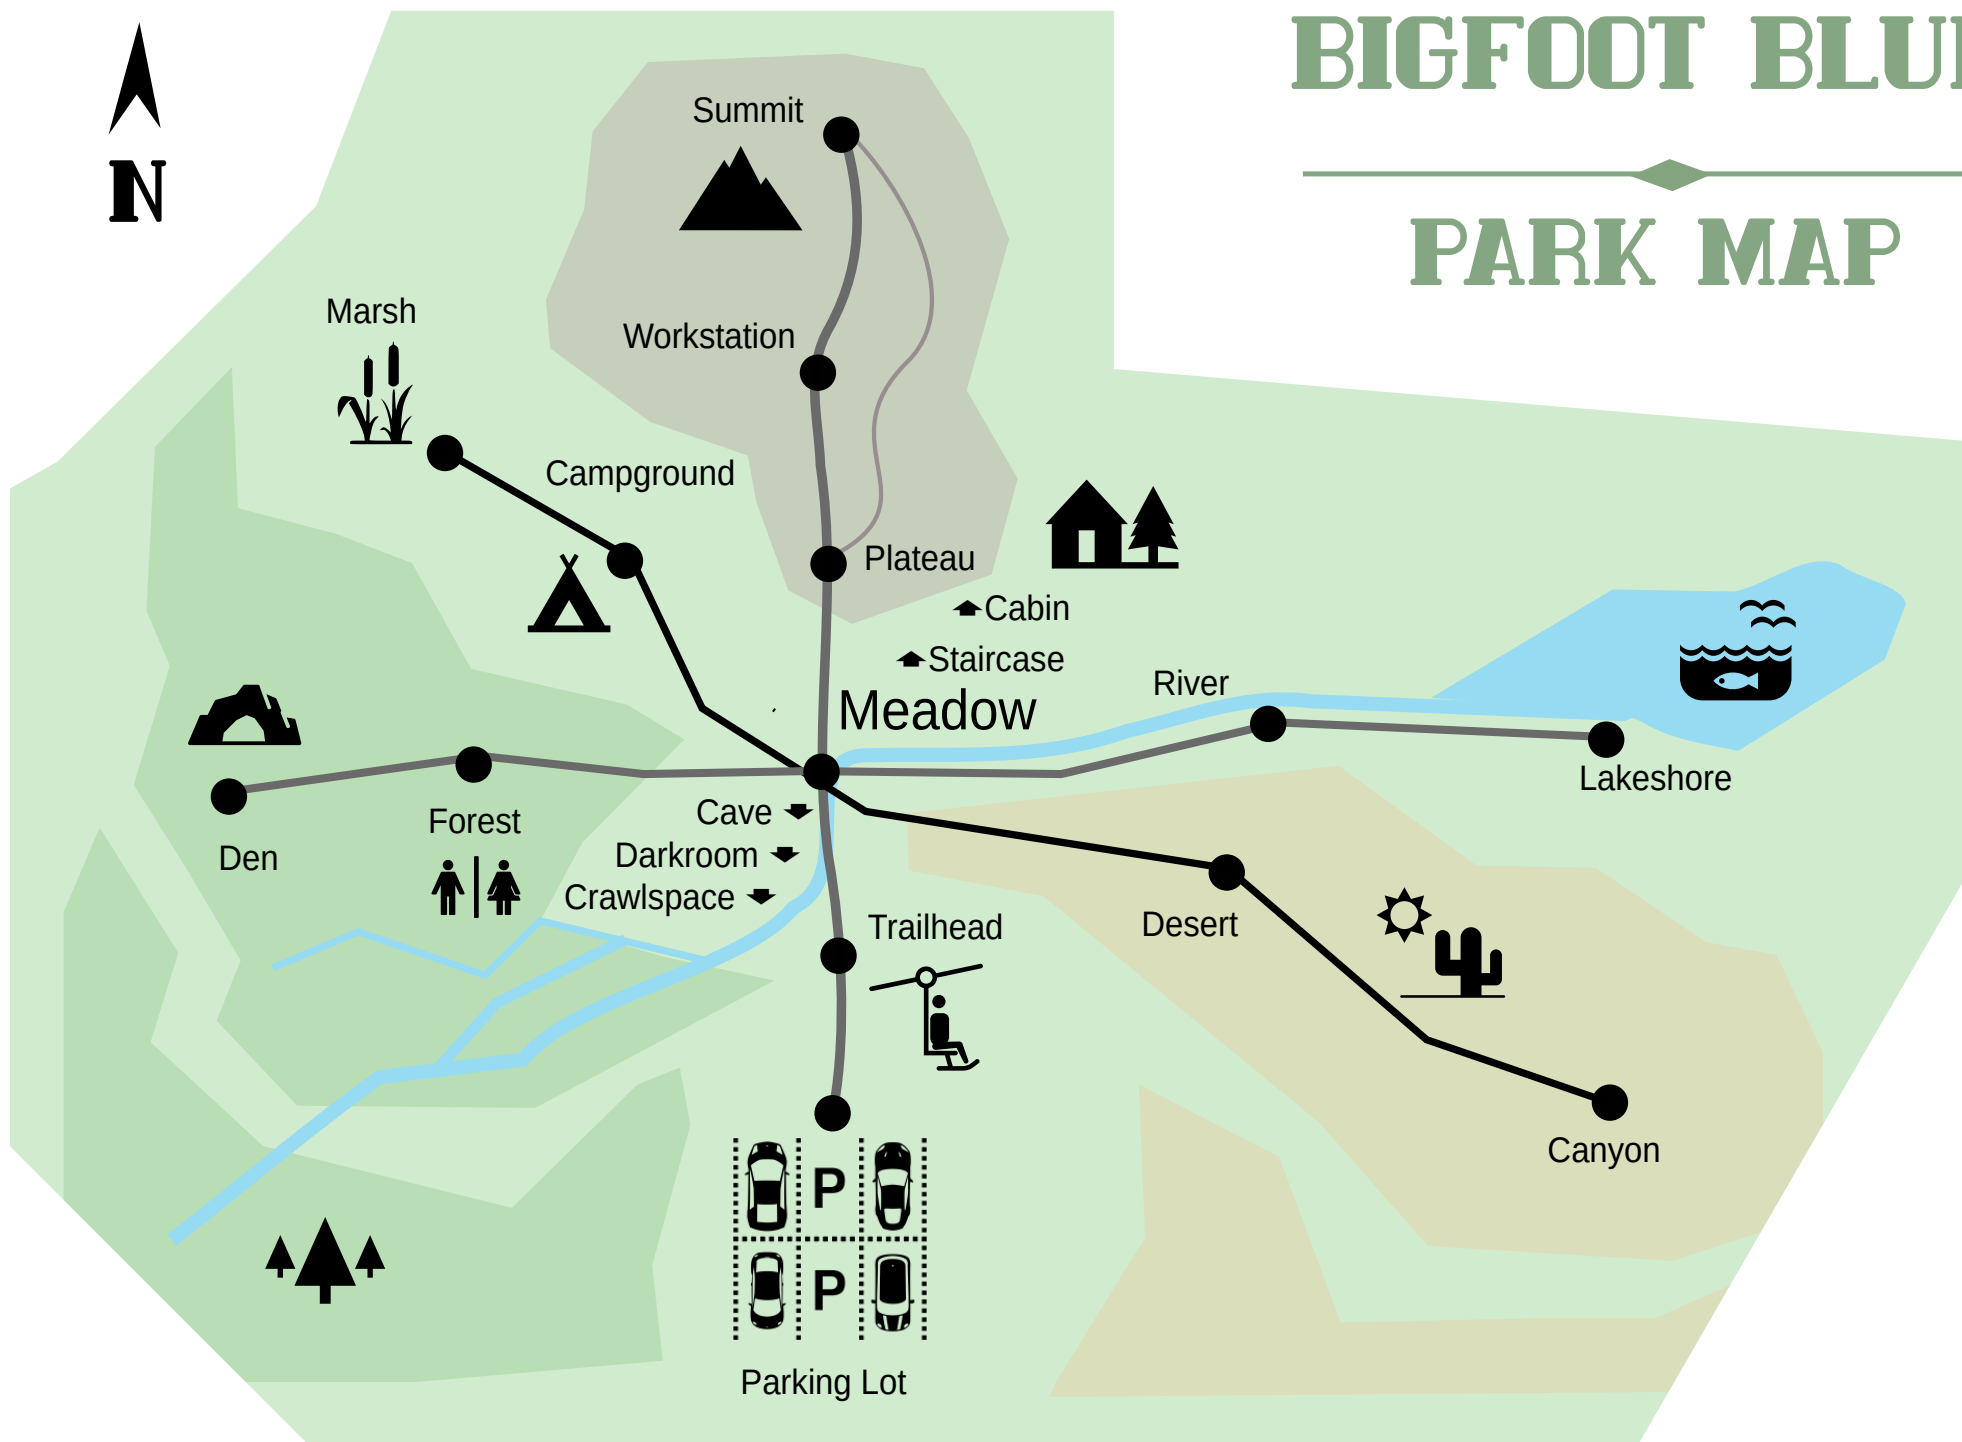 BIGFOOT
PARK MAP
N
Summit
Marsh
Workstation
Campground
Plateau
Cabin
Staircase
River
Meadow
Lakeshore
Cave
Forest
Darkroom
Den
Crawlspace
Trailhead
Desert
Canyon
P
P
Parking Lot